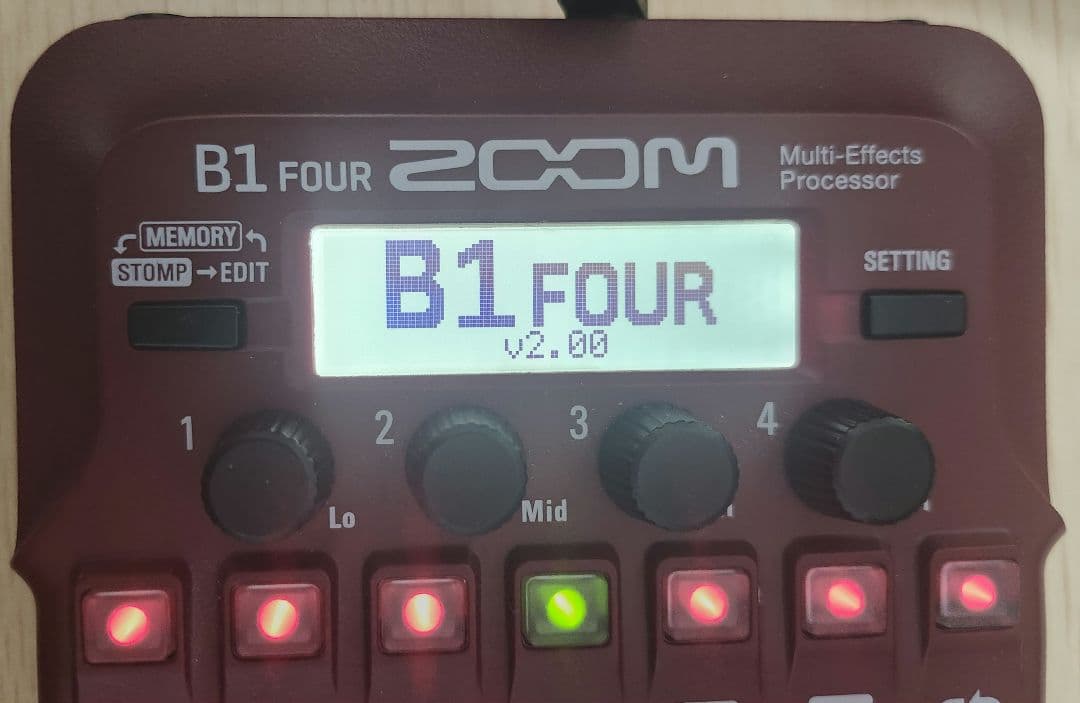 B1 FOUR ZOOM Multi-Effects
Processor
MEMORY
STOMP→EDIT
SETTING
B1 FOUR
v2.00
1 2 3 4
Lo Mid